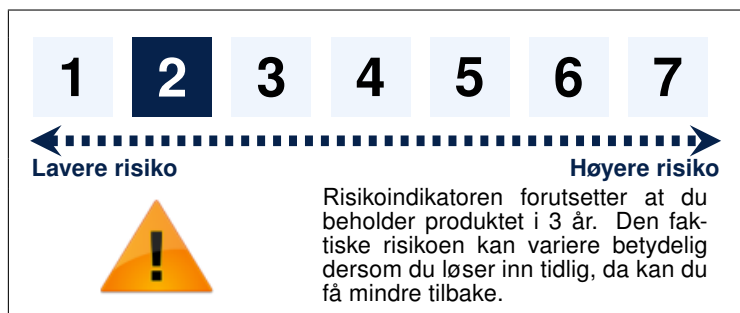 1 2 3 4 5 6 7
Lavere risiko Høyere risiko
Risikoindikatoren forutsetter at du
beholder produktet i 3 år. Den fak-
tiske risikoen kan variere betydelig
dersom du løser inn tidlig, da kan du
få mindre tilbake.